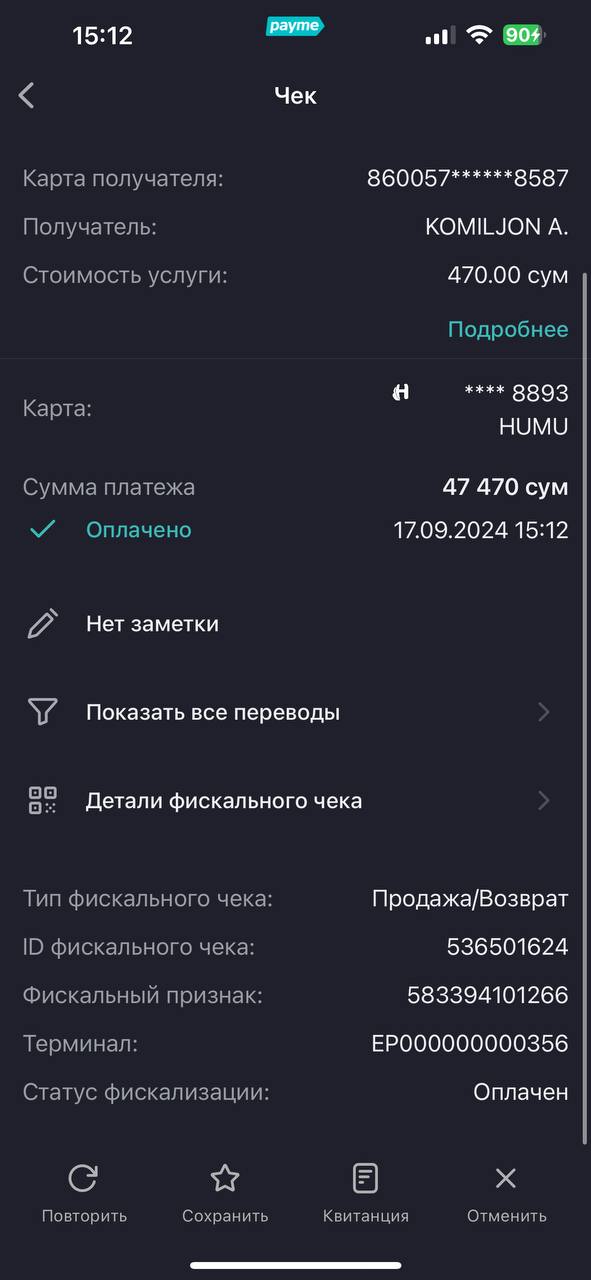 15:12
payme
90
Чек
Карта получателя: 860057******8587
Получатель: KOMILJON A.
Стоимость услуги: 470.00 сум
Подробнее
Карта: **** 8893
HUMU
Сумма платежа 47 470 сум
Оплачено 17.09.2024 15:12
Нет заметки
Показать все переводы
Детали фискального чека
Тип фискального чека: Продажа/Возврат
ID фискального чека: 536501624
Фискальный признак: 583394101266
Терминал: EP000000000356
Статус фискализации: Оплачен
Повторить Сохранить Квитанция Отменить